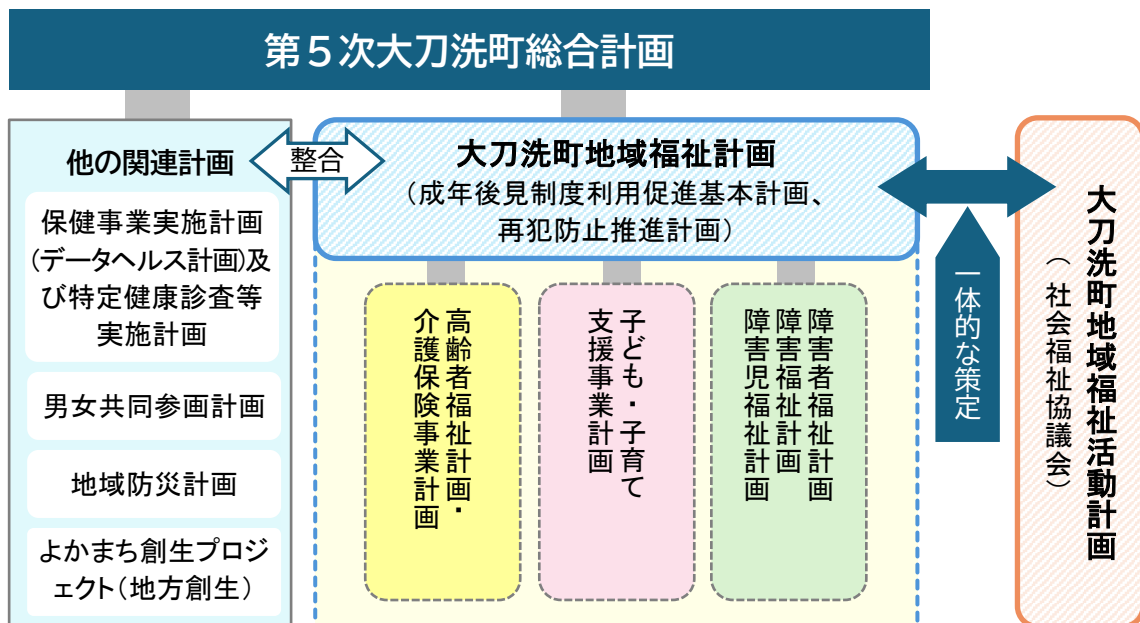 第５次大刀洗町総合計画
他の関連計画
保健事業実施計画
(データヘルス計画)及
び特定健康診査等
実施計画
男女共同参画計画
地域防災計画
よかまち創生プロジ
ェクト（地方創生）
整合
大刀洗町地域福祉計画
（成年後見制度利用促進基本計画、
再犯防止推進計画）
高齢者福祉計画・
介護保険事業計画
子ども・子育て
支援事業計画
障害者福祉計画
障害福祉計画
障害児福祉計画
一体的な策定
大刀洗町地域福祉活動計画
（社会福祉協議会）